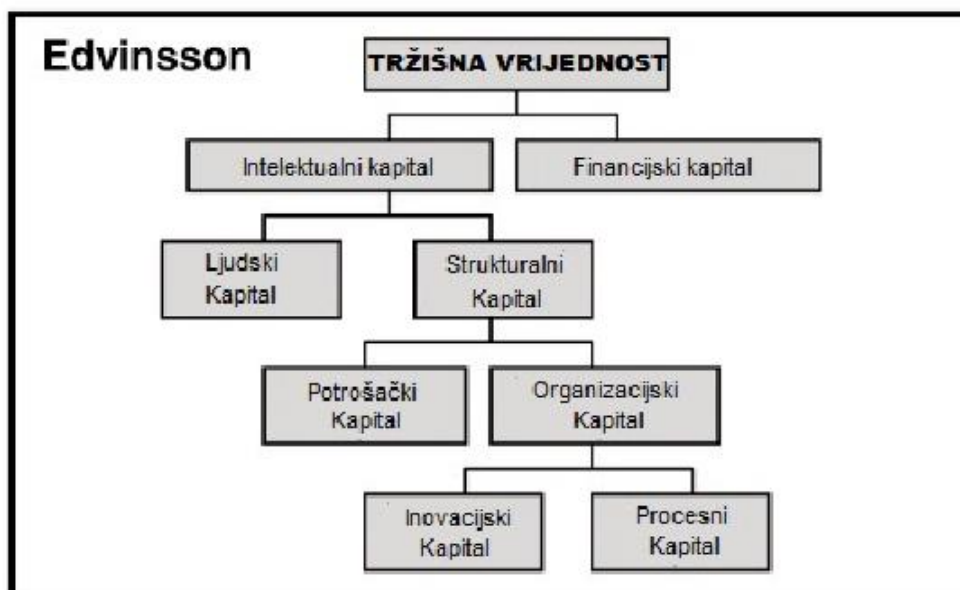 Edvinsson
TRŽIŠNA VRIJEDNOST
Intelektualni kapital
Financijski kapital
Ljudski
Kapital
Strukturalni
Kapital
Potrošački
Kapital
Organizacijski
Kapital
Inovacijski
Kapital
Procesni
Kapital